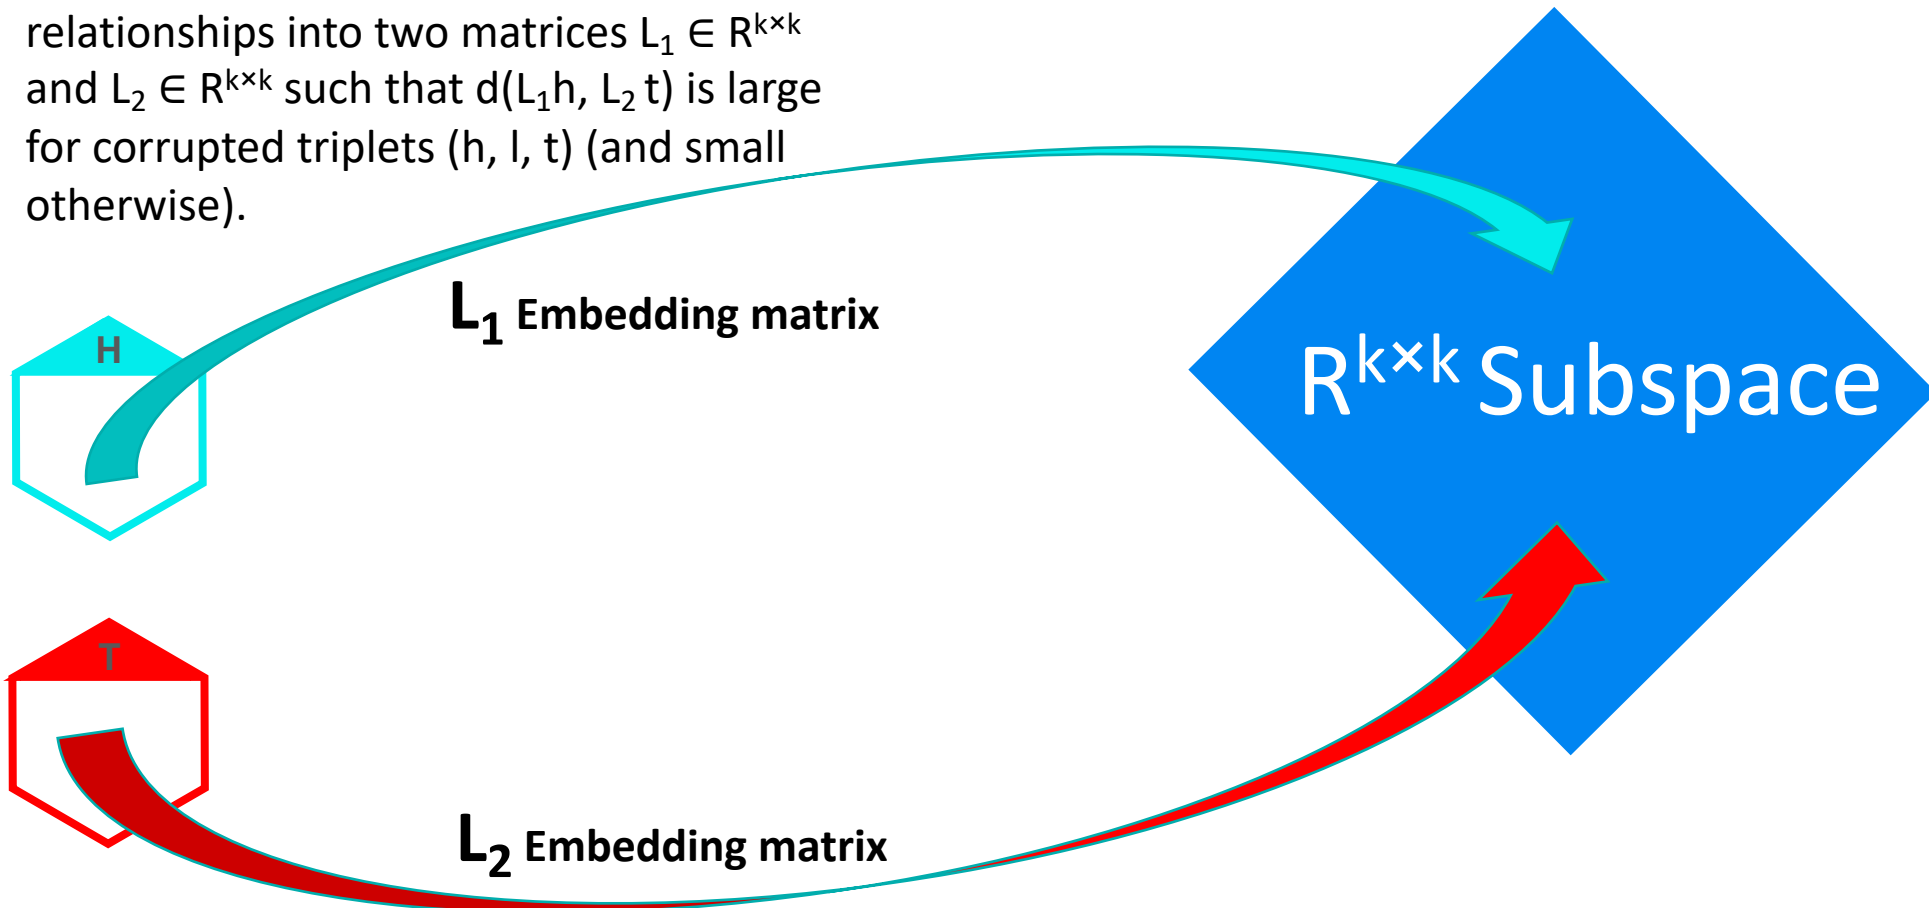 relationships into two matrices L₁ ∈ Rᵏˣᵏ
and L₂ ∈ Rᵏˣᵏ such that d(L₁h, L₂ t) is large
for corrupted triplets (h, l, t) (and small
otherwise).
L₁ Embedding matrix
H
Rᵏˣᵏ Subspace
T
L₂ Embedding matrix